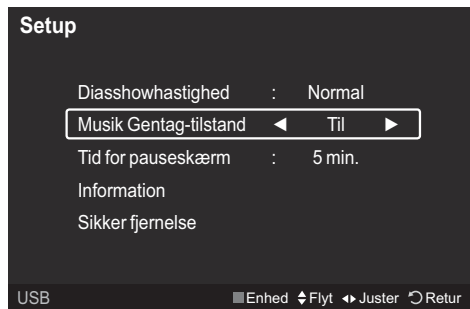 Setup
Diasshowhastighed : Normal
Musik Gentag-tilstand ◄ Til ►
Tid for pauseskærm : 5 min.
Information
Sikker fjernelse
USB Enhed Flyt Juster Retur